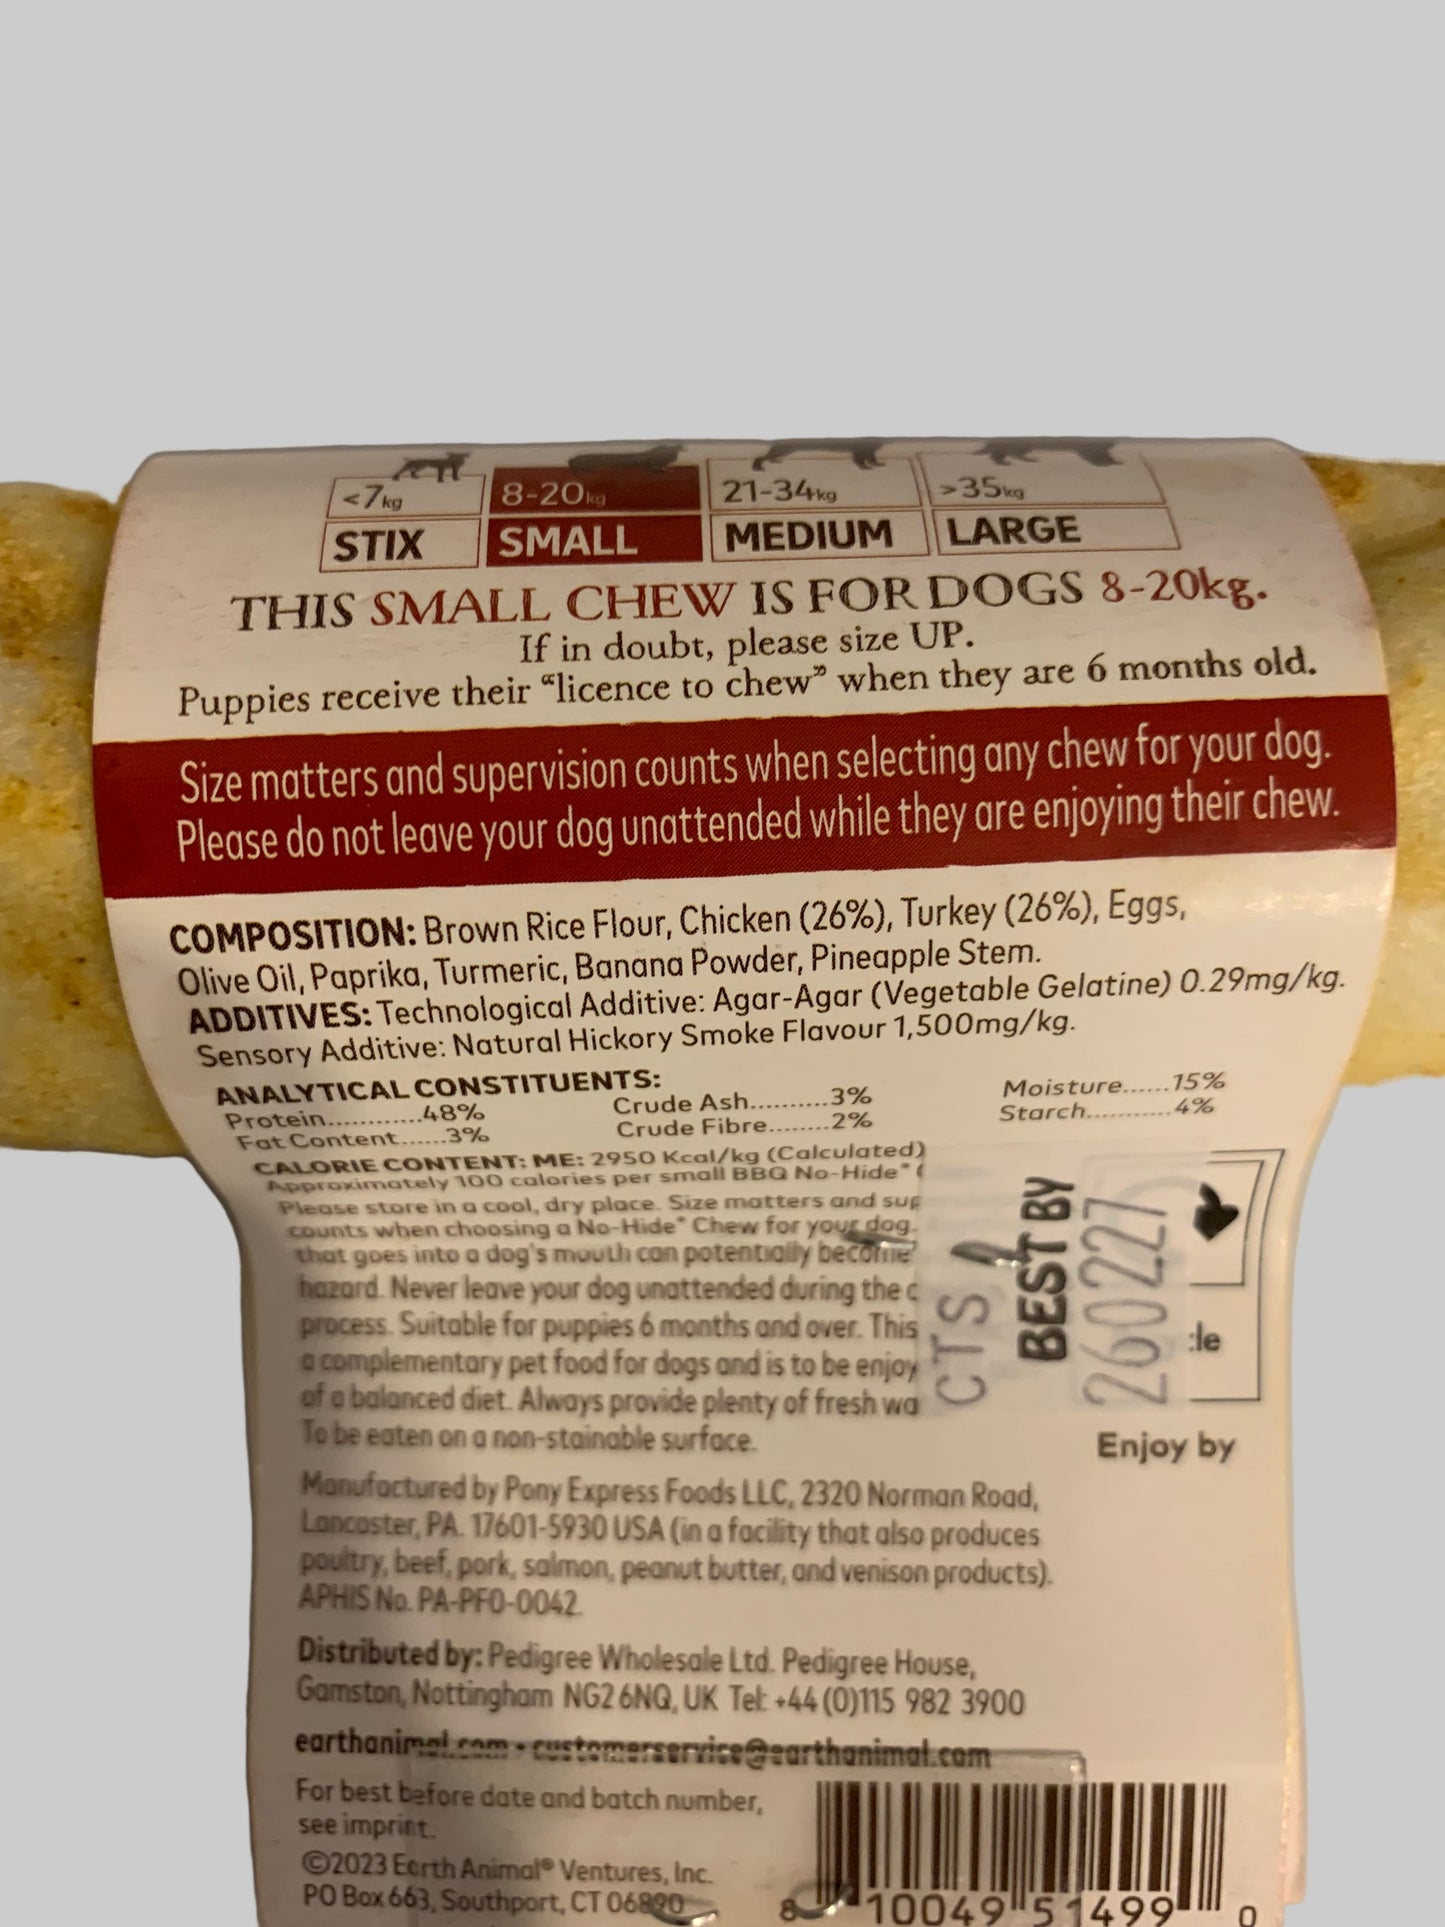 <7kg 8-20kg 21-34kg >35kg
STIX SMALL MEDIUM LARGE
THIS SMALL CHEW IS FOR DOGS 8-20kg.
If in doubt, please size UP.
Puppies receive their “licence to chew” when they are 6 months old.
Size matters and supervision counts when selecting any chew for your dog.
Please do not leave your dog unattended while they are enjoying their chew.
COMPOSITION: Brown Rice Flour, Chicken (26%), Turkey (26%), Eggs,
Olive Oil, Paprika, Turmeric, Banana Powder, Pineapple Stem.
ADDITIVES: Technological Additive: Agar-Agar (Vegetable Gelatine) 0.29mg/kg.
Sensory Additive: Natural Hickory Smoke Flavour 1,500mg/kg.
ANALYTICAL CONSTITUENTS:
Protein............48% Crude Ash..........3% Moisture......15%
Fat Content......3% Crude Fibre........2% Starch...........4%
CALORIE CONTENT: ME: 2950 Kcal/kg (Calculated)
Approximately 100 calories per small BBQ No-Hide® (
Please store in a cool, dry place. Size matters and sup
counts when choosing a No-Hide® Chew for your dog.
that goes into a dog's mouth can potentially become
hazard. Never leave your dog unattended during the c
process. Suitable for puppies 6 months and over. This
a complementary pet food for dogs and is to be enjoy
of a balanced diet. Always provide plenty of fresh wa
To be eaten on a non-stainable surface.
CTS
BEST BY
260227
:le
Enjoy by
Manufactured by Pony Express Foods LLC, 2320 Norman Road,
Lancaster, PA. 17601-5930 USA (in a facility that also produces
poultry, beef, pork, salmon, peanut butter, and venison products).
APHIS No. PA-PF0-0042.
Distributed by: Pedigree Wholesale Ltd. Pedigree House,
Gamston, Nottingham NG2 6NQ, UK Tel: +44 (0)115 982 3900
earthanimal.com • customerservice@earthanimal.com
For best before date and batch number,
see imprint.
©2023 Earth Animal® Ventures, Inc.
PO Box 663, Southport, CT 06890
8 10049 51499 0